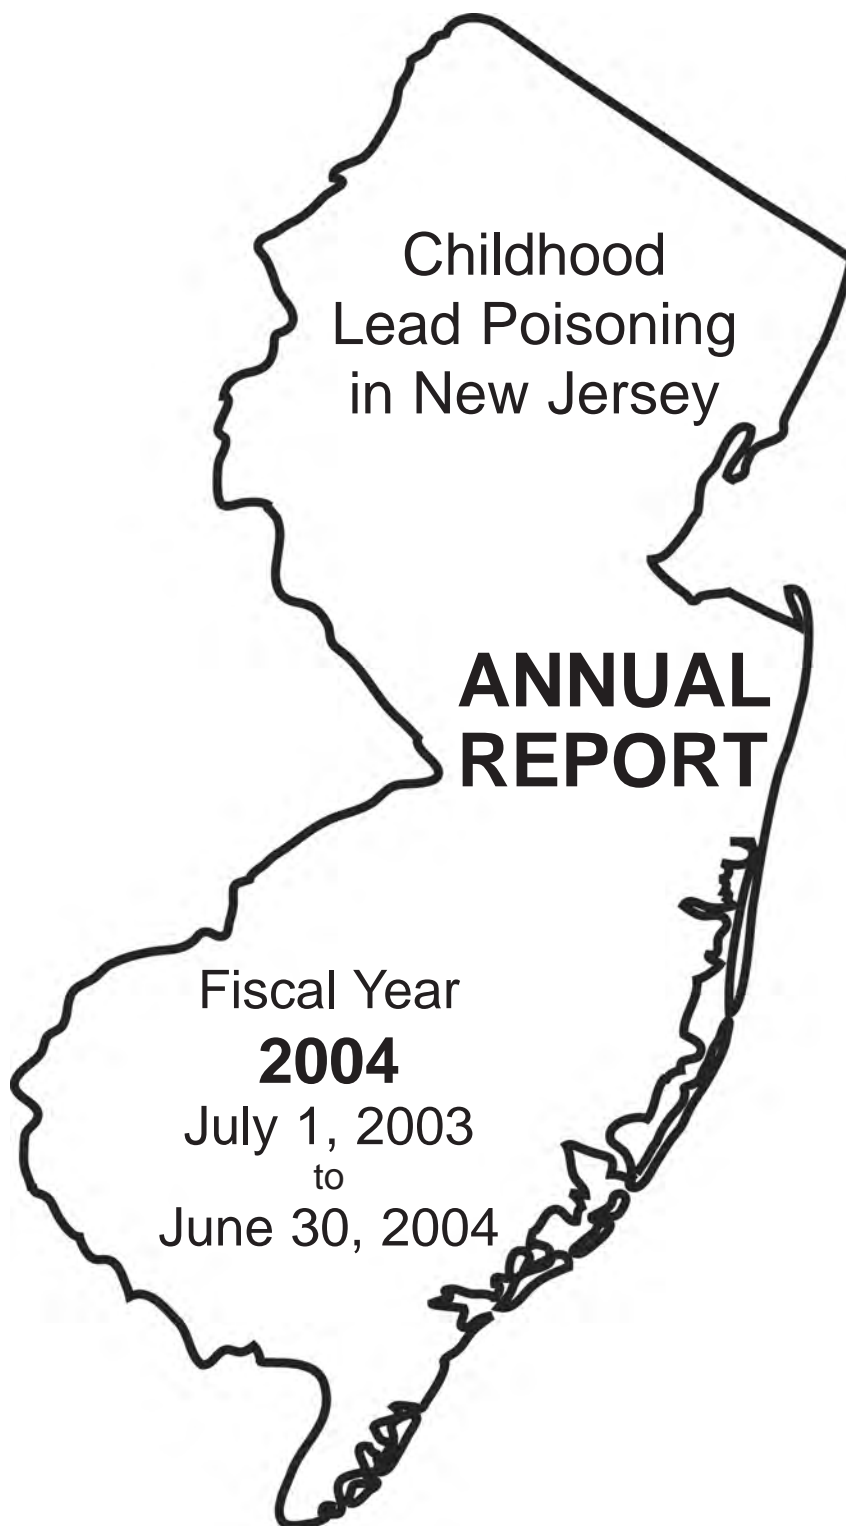 Childhood
Lead Poisoning
in New Jersey
ANNUAL
REPORT
Fiscal Year
2004
July 1, 2003
to
June 30, 2004